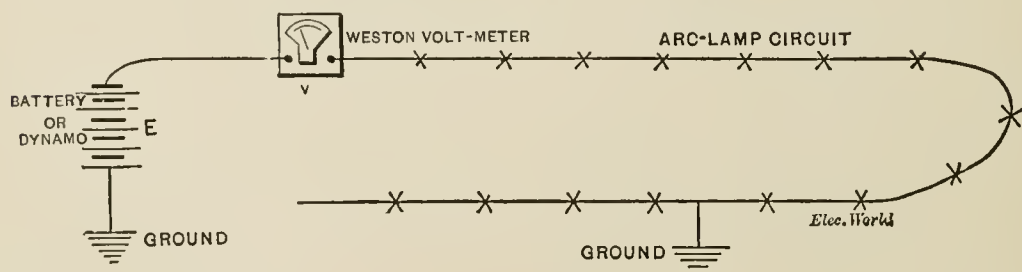 WESTON VOLT-METER
ARC-LAMP CIRCUIT
V
BATTERY
OR
DYNAMO
E
Elec. World
GROUND
GROUND